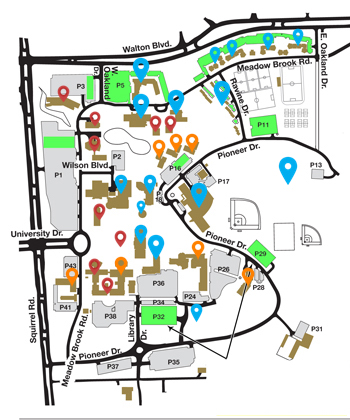 Walton Blvd.
E. Oakland Dr.
Meadow Brook Rd.
W. Oakland Dr.
P3
P5
Ravine Dr.
P11
Pioneer Dr.
P2
P16
P13
Wilson Blvd.
P17
P1
P18
University Dr.
Pioneer Dr.
P29
P43
P26
P36
P28
P24
P34
P41
P38
P32
Library Dr.
P31
Squirrel Rd.
Meadow Brook Rd.
Pioneer Dr.
P35
P37